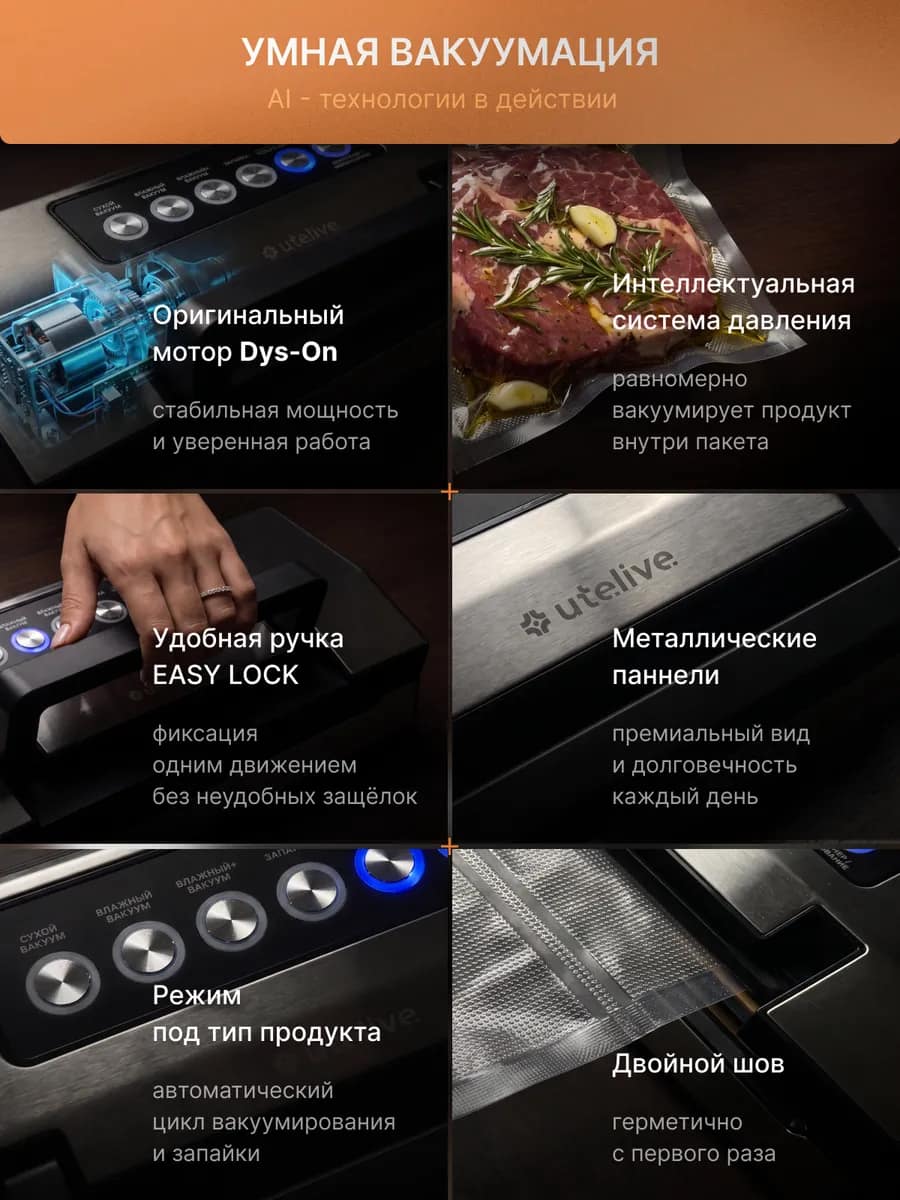 УМНАЯ ВАКУУМАЦИЯ
AI - технологии в действии
СУХОЙ
ВАКУУМ
ВЛАЖНЫЙ
ВАКУУМ
utelive
Оригинальный
мотор Dys-On
стабильная мощность
и уверенная работа
Интеллектуальная
система давления
равномерно
вакуумирует продукт
внутри пакета
Удобная ручка
EASY LOCK
фиксация
одним движением
без неудобных защёлок
utelive.
Металлические
паннели
премиальный вид
и долговечность
каждый день
СУХОЙ
ВАКУУМ
ВЛАЖНЫЙ
ВАКУУМ
ВЛАЖНЫЙ+
ВАКУУМ
utelive.
Режим
под тип продукта
автоматический
цикл вакуумирования
и запайки
Двойной шов
герметично
с первого раза